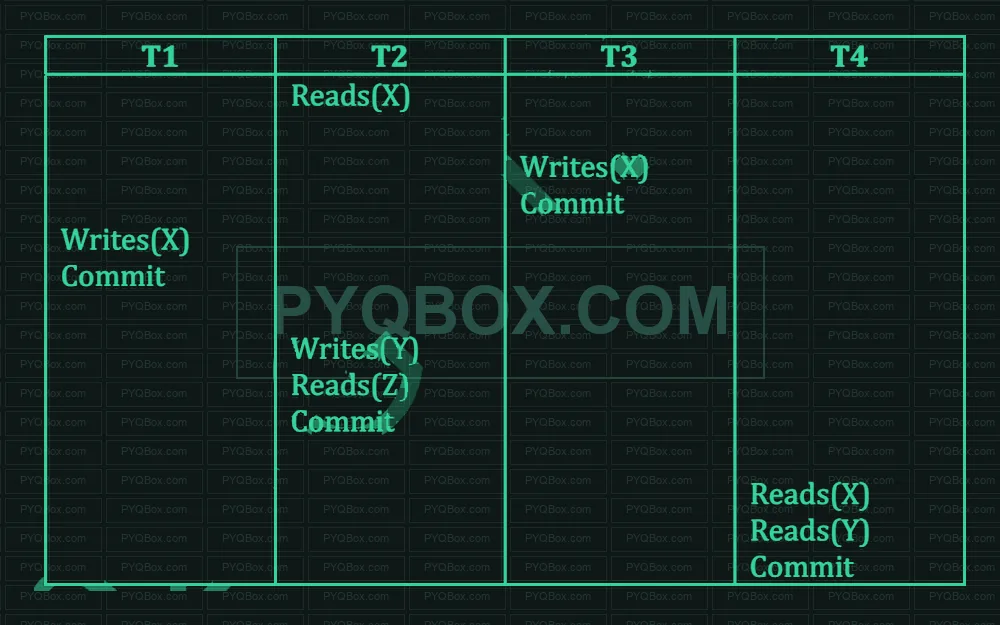 T1 T2 T3 T4
Reads(X)
Writes(X)
Commit
Writes(X)
Commit
PYQBOX.COM
Writes(Y)
Reads(Z)
Commit
Reads(X)
Reads(Y)
Commit